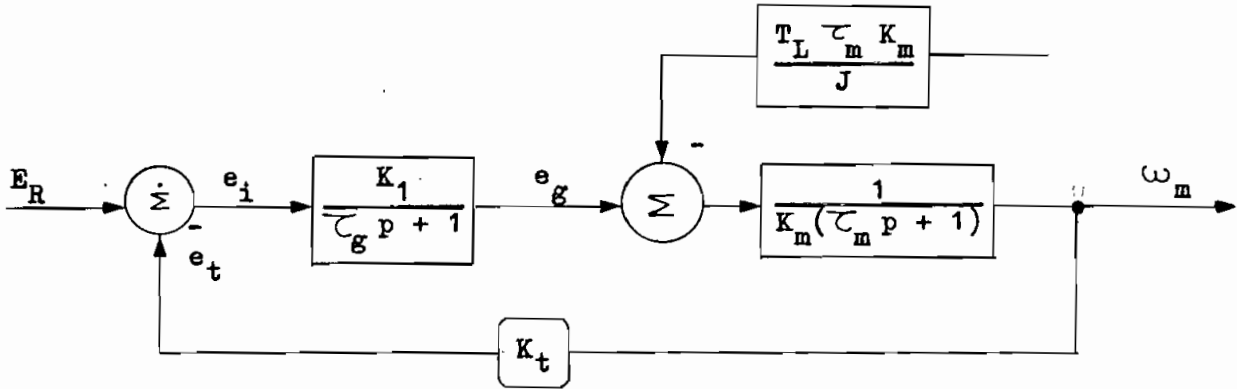 T_L τ_m K_m
J
-
E_R
Σ
e_i
K_1
τ_g p + 1
e_g
Σ
1
K_m(τ_m p + 1)
ω_m
-
e_t
K_t